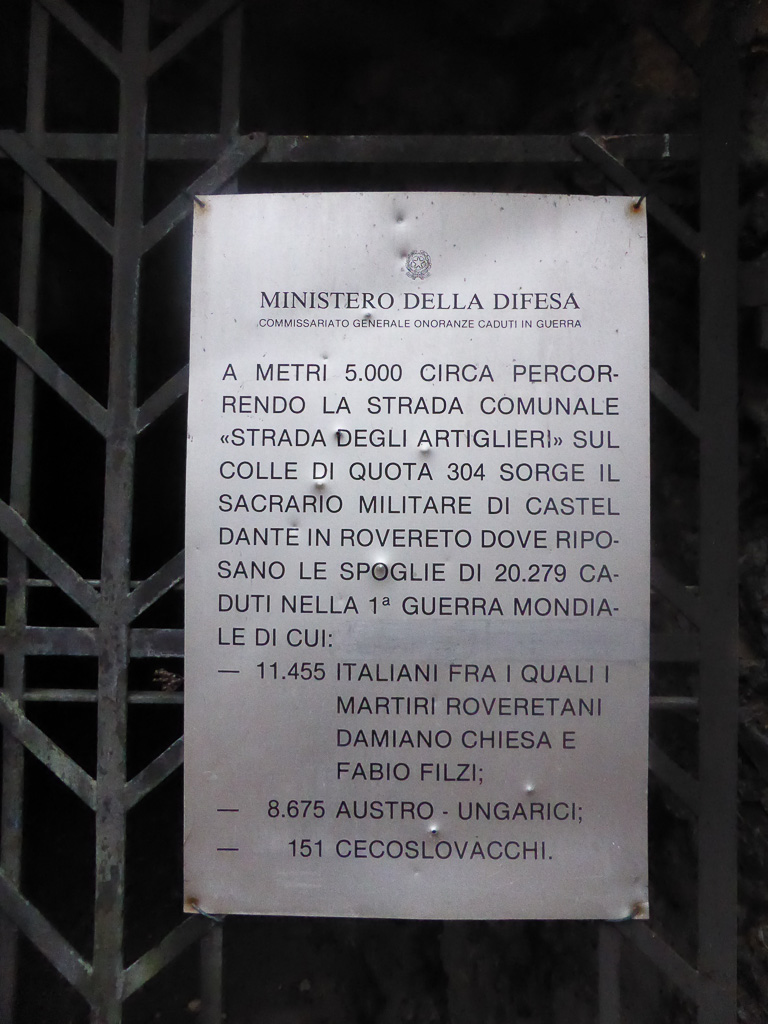 MINISTERO DELLA DIFESA
COMMISSARIATO GENERALE ONORANZE CADUTI IN GUERRA
A METRI 5.000 CIRCA PERCOR-
RENDO LA STRADA COMUNALE
«STRADA DEGLI ARTIGLIERI» SUL
COLLE DI QUOTA 304 SORGE IL
SACRARIO MILITARE DI CASTEL
DANTE IN ROVERETO DOVE RIPO-
SANO LE SPOGLIE DI 20.279 CA-
DUTI NELLA 1ª GUERRA MONDIA-
LE DI CUI:
— 11.455 ITALIANI FRA I QUALI I
MARTIRI ROVERETANI
DAMIANO CHIESA E
FABIO FILZI;
— 8.675 AUSTRO - UNGARICI;
— 151 CECOSLOVACCHI.